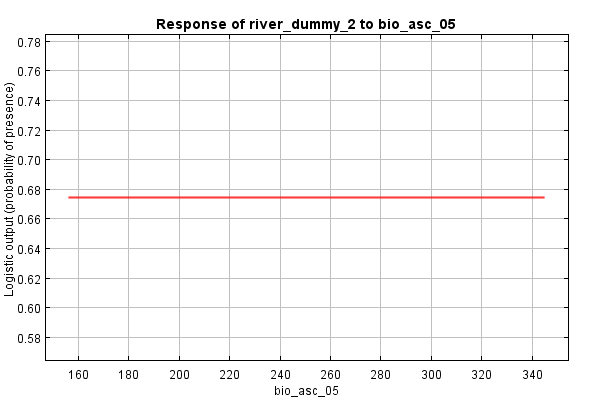 Response of river_dummy_2 to bio_asc_05
Logistic output (probability of presence)
0.78
0.76
0.74
0.72
0.70
0.68
0.66
0.64
0.62
0.60
0.58
160 180 200 220 240 260 280 300 320 340
bio_asc_05